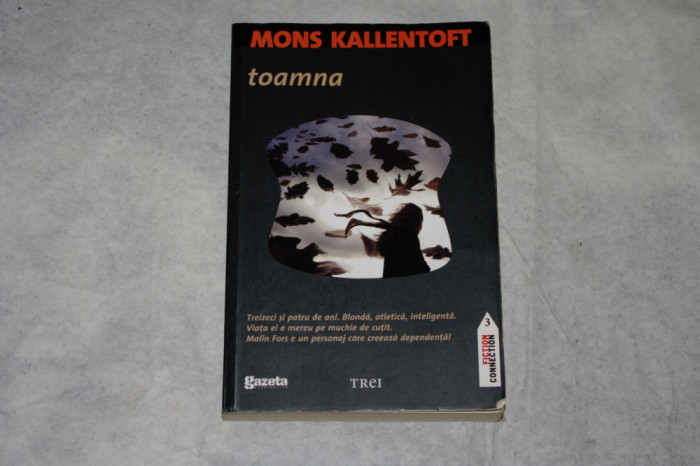 MONS KALLENTOFT
toamna
Treizeci și patru de ani. Blondă, atletică, inteligentă.
Viața ei e mereu pe muchie de cuțit.
Malin Fors e un personaj care creează dependență!
3
FICTION
CONNECTION
gazeta
TREI